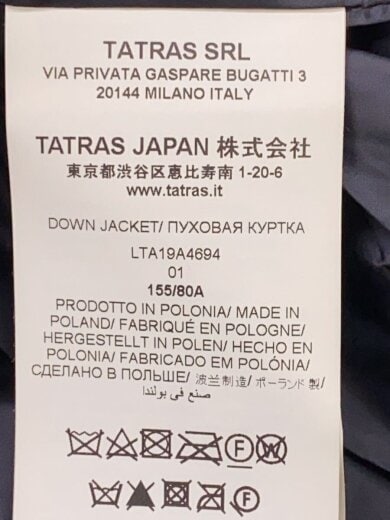 TATRAS SRL
VIA PRIVATA GASPARE BUGATTI 3
20144 MILANO ITALY
TATRAS JAPAN 株式会社
東京都渋谷区恵比寿南 1-20-6
www.tatras.it
DOWN JACKET/ ПУХОВАЯ КУРТКА
LTA19A4694
01
155/80A
PRODOTTO IN POLONIA/ MADE IN
POLAND/ FABRIQUÉ EN POLOGNE/
HERGESTELLT IN POLEN/ HECHO EN
POLONIA/ FABRICADO EM POLÓNIA/
СДЕЛАНО В ПОЛЬШЕ/ 波兰制造/ ポーランド製/
صنع في بولندا
F W
F